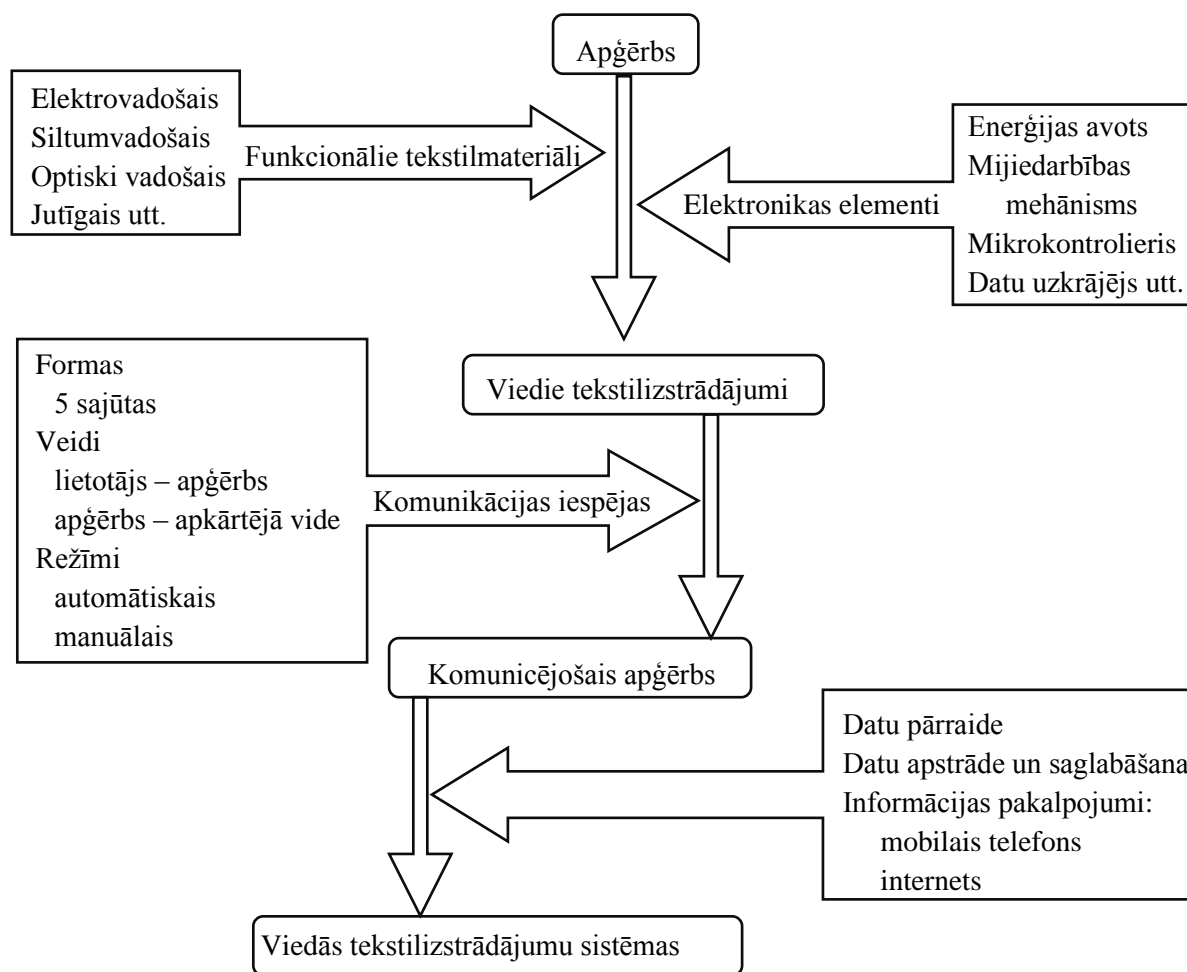 Apģērbs
Elektrovadošais
Siltumvadošais
Optiski vadošais
Jutīgais utt.
Funkcionālie tekstilmateriāli
Enerģijas avots
Mijiedarbības
mehānisms
Mikrokontrolieris
Datu uzkrājējs utt.
Elektronikas elementi
Viedie tekstilizstrādājumi
Formas
5 sajūtas
Veidi
lietotājs – apģērbs
apģērbs – apkārtējā vide
Režīmi
automātiskais
manuālais
Komunikācijas iespējas
Komunicējošais apģērbs
Datu pārraide
Datu apstrāde un saglabāšana
Informācijas pakalpojumi:
mobilais telefons
internets
Viedās tekstilizstrādājumu sistēmas